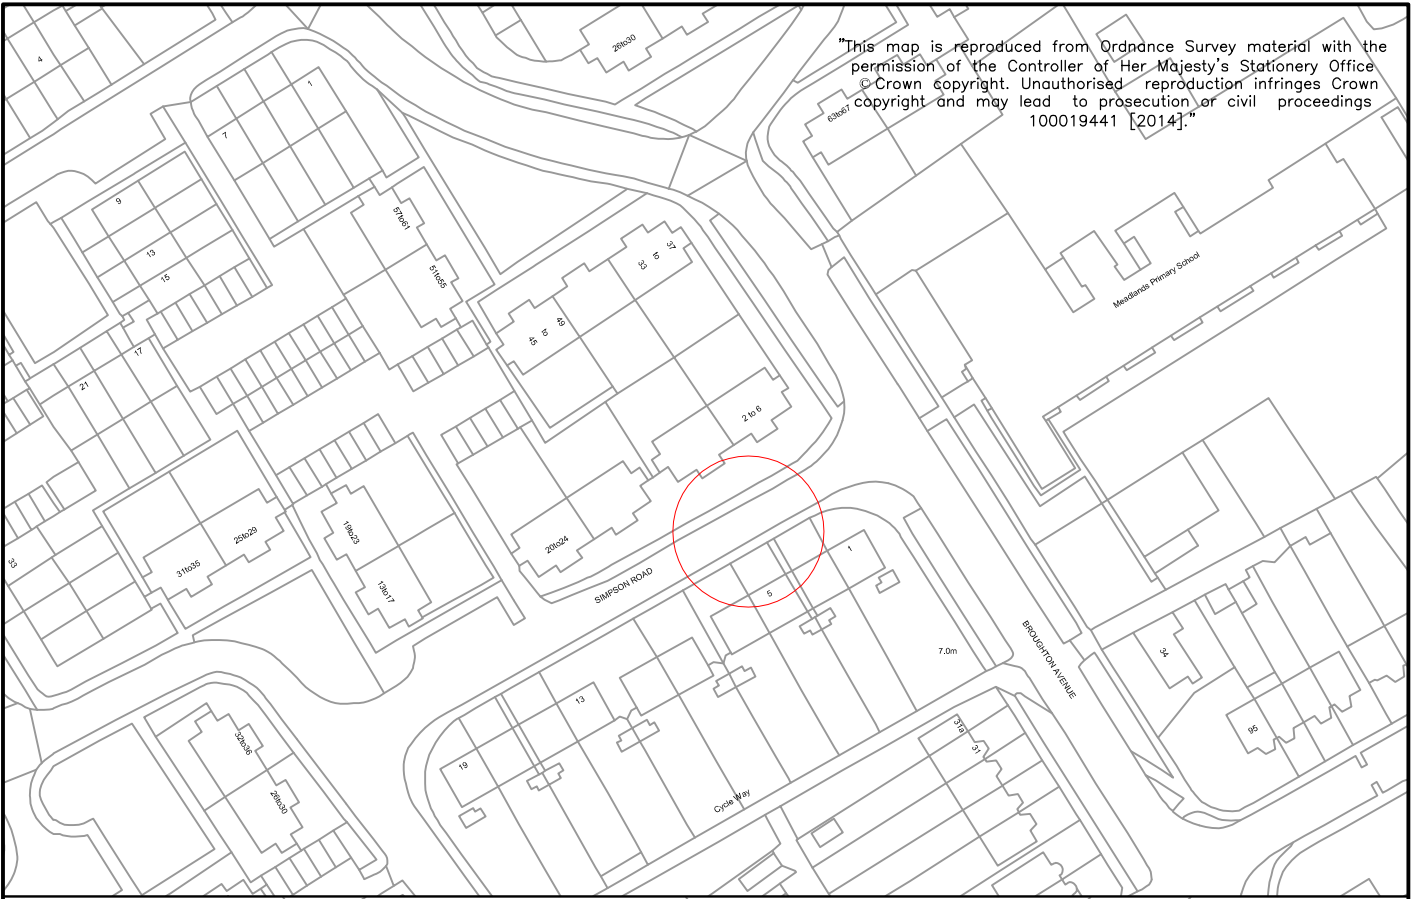 "This map is reproduced from Ordnance Survey material with the
permission of the Controller of Her Majesty's Stationery Office
© Crown copyright. Unauthorised reproduction infringes Crown
copyright and may lead to prosecution or civil proceedings
100019441 [2014]."
26to30
4
1
7
63to67
9
57to61
13
37
to
33
15
51to55
Meadlands Primary School
49
to
45
17
21
2 to 6
19to23
25to29
20to24
1
33
31to35
SIMPSON ROAD
13to17
5
BROUGHTON AVENUE
7.0m
34
13
31a
32to36
31
95
19
26to30
Cycle Way